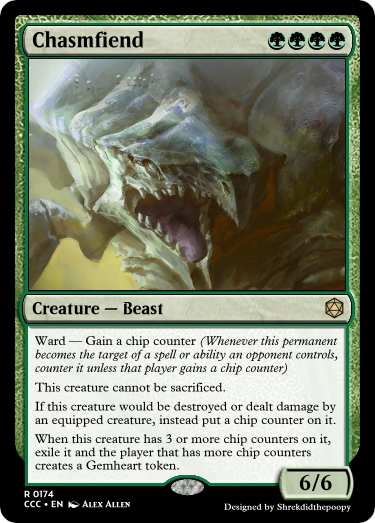 Chasmfiend
Creature — Beast
Ward — Gain a chip counter (Whenever this permanent
becomes the target of a spell or ability an opponent controls,
counter it unless that player gains a chip counter)
This creature cannot be sacrificed.
If this creature would be destroyed or dealt damage by
an equipped creature, instead put a chip counter on it.
When this creature has 3 or more chip counters on it,
exile it and the player that has more chip counters
creates a Gemheart token.
6/6
R 0174
CCC • EN Alex Allen
Designed by Shrekdidthepoopy